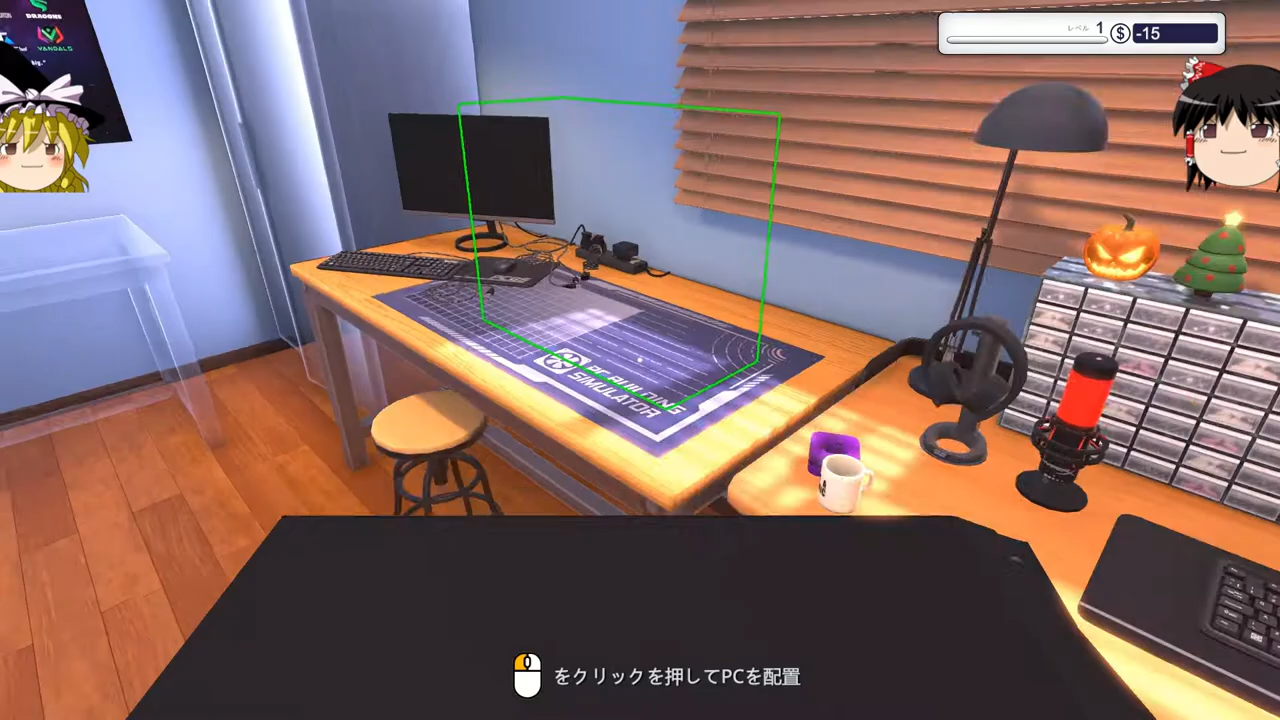 DRAGONS
VANDALS
レベル 1 $ -15
PC BUILDING
SIMULATOR
をクリックを押してPCを配置